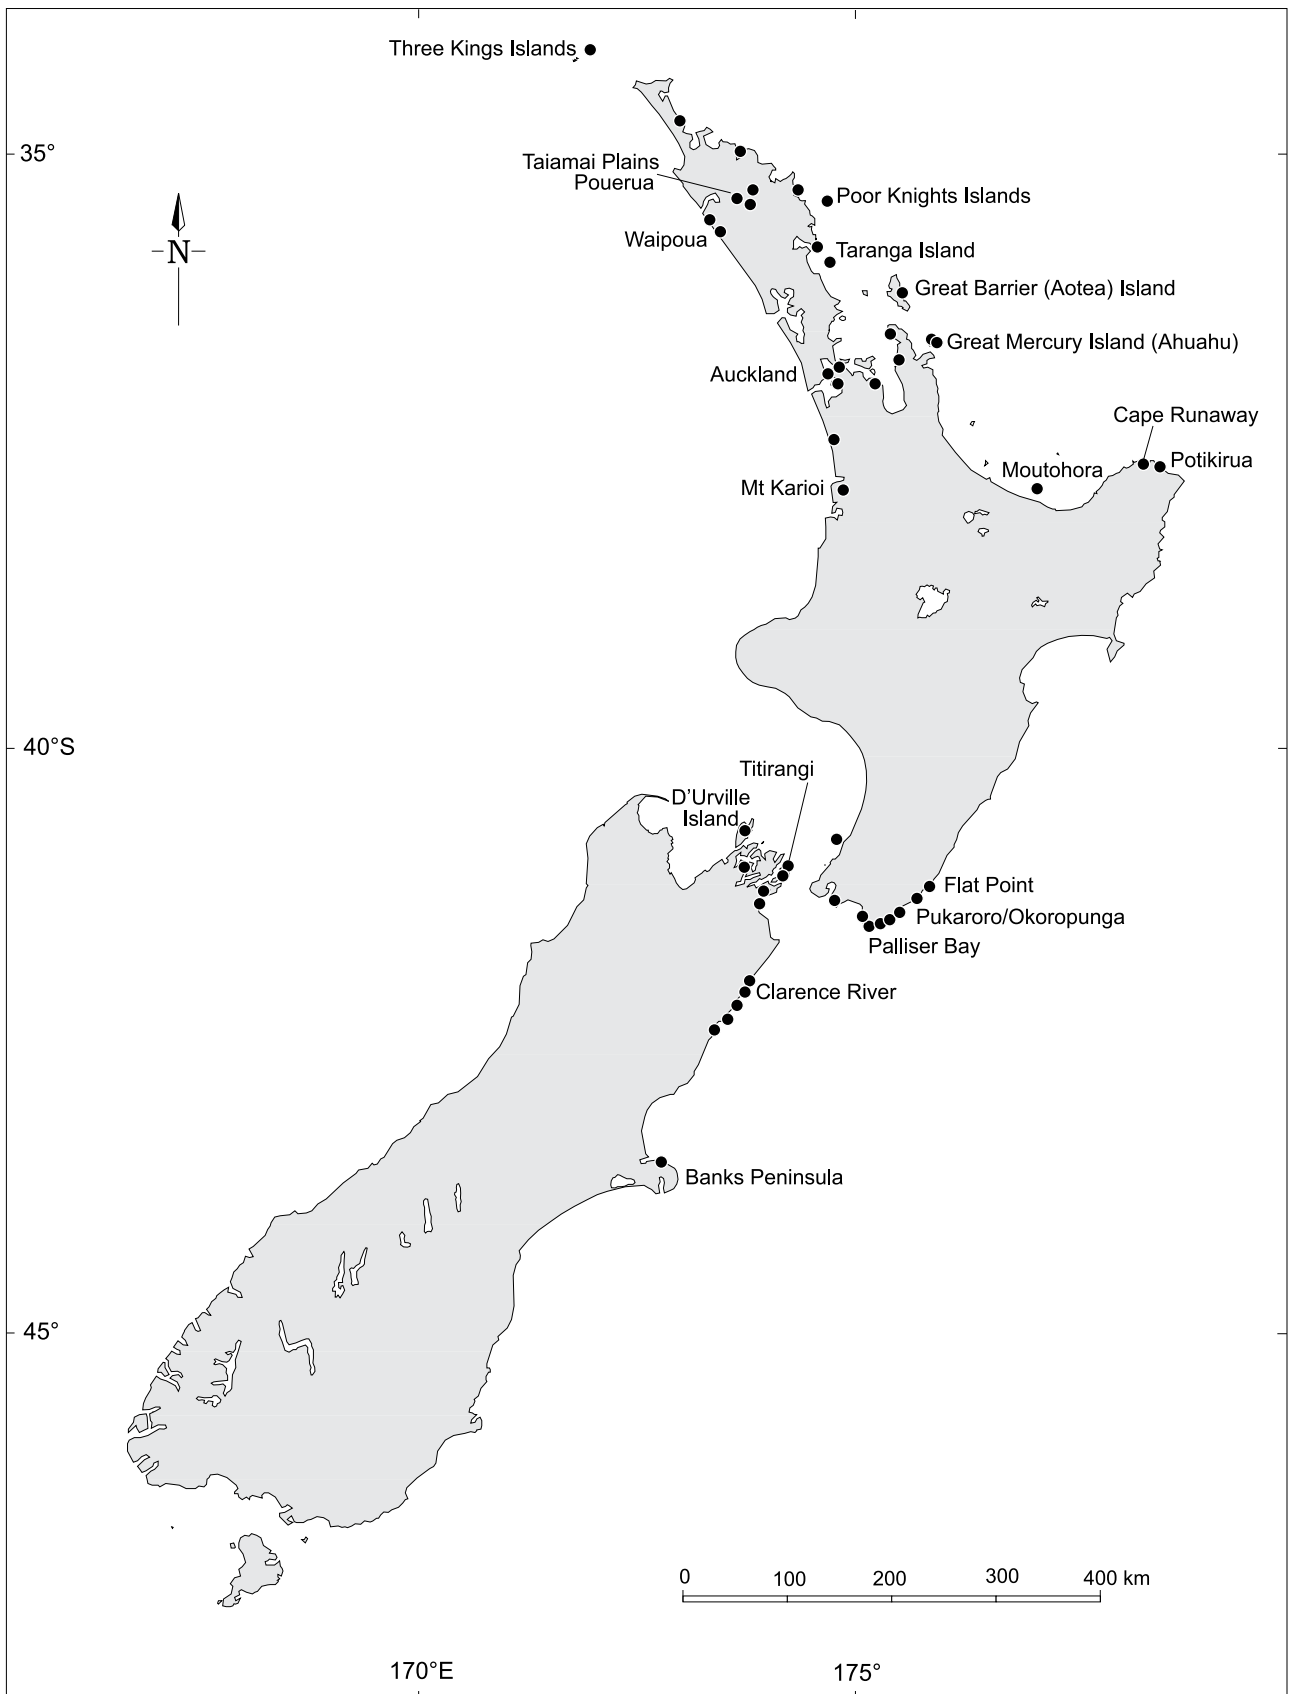 Three Kings Islands
35°
Taiamai Plains
Pouerua
Poor Knights Islands
N
Waipoua
Taranga Island
Great Barrier (Aotea) Island
Great Mercury Island (Ahuahu)
Auckland
Cape Runaway
Moutohora
Potikirua
Mt Karioi
40°S
Titirangi
D'Urville
Island
Flat Point
Pukaroro/Okoropunga
Palliser Bay
Clarence River
Banks Peninsula
45°
0 100 200 300 400 km
170°E 175°